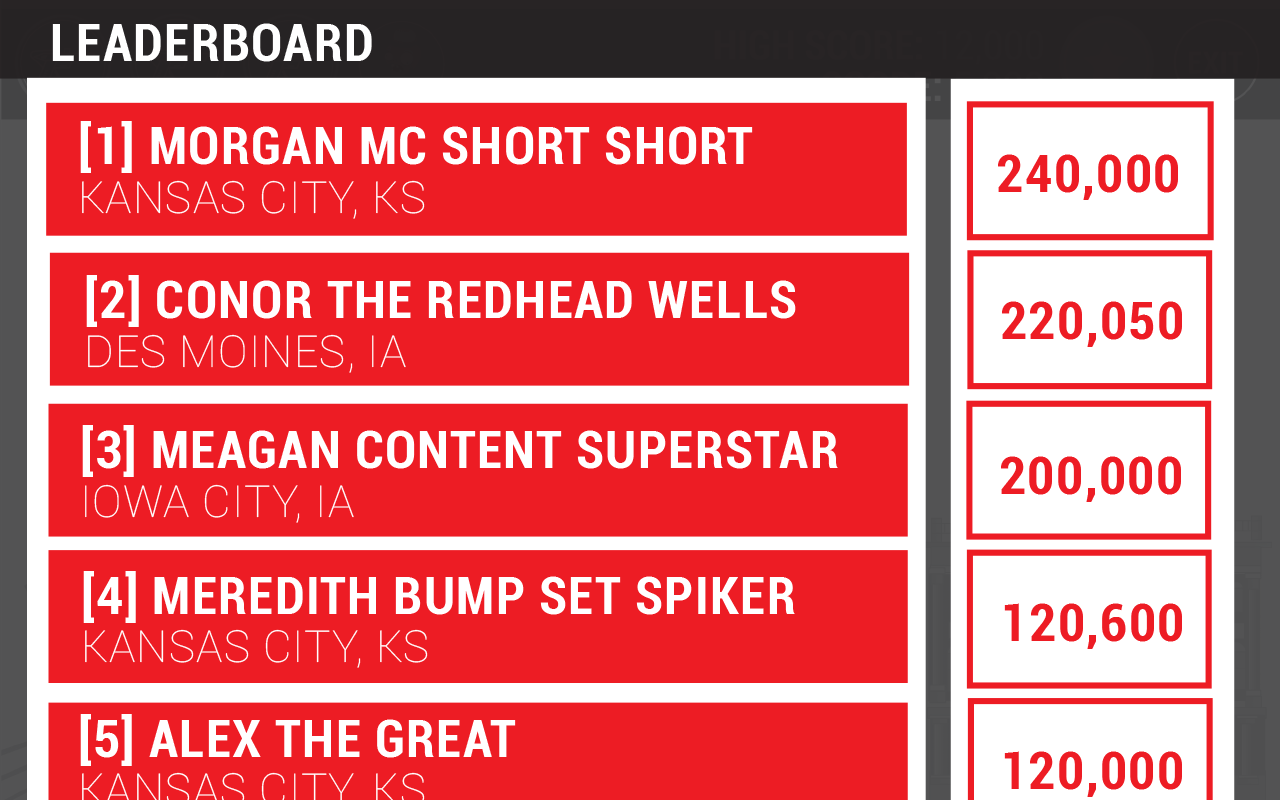 LEADERBOARD
[1] MORGAN MC SHORT SHORT
KANSAS CITY, KS
240,000
[2] CONOR THE REDHEAD WELLS
DES MOINES, IA
220,050
[3] MEAGAN CONTENT SUPERSTAR
IOWA CITY, IA
200,000
[4] MEREDITH BUMP SET SPIKER
KANSAS CITY, KS
120,600
[5] ALEX THE GREAT
KANSAS CITY, KS
120,000